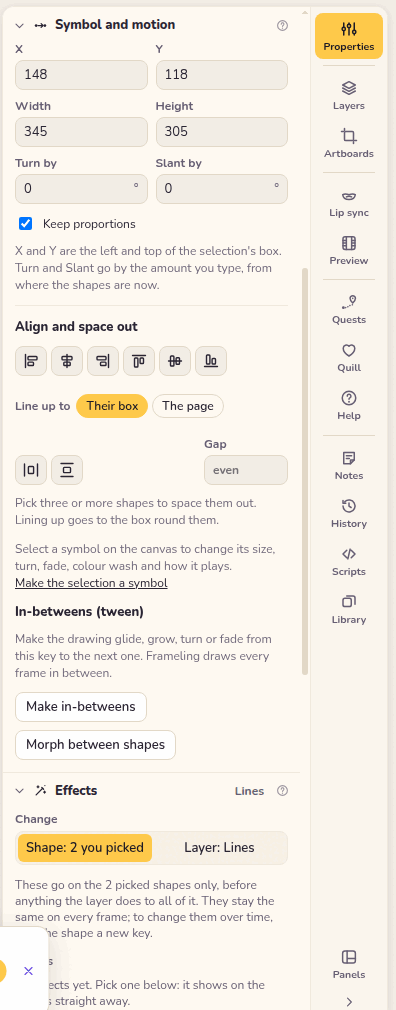 Symbol and motion
X
Y
148
118
Width
Height
345
305
Turn by
Slant by
0 °
0 °
Keep proportions
X and Y are the left and top of the selection's box.
Turn and Slant go by the amount you type, from
where the shapes are now.
Align and space out
Line up to
Their box
The page
Gap
even
Pick three or more shapes to space them out.
Lining up goes to the box round them.
Select a symbol on the canvas to change its size,
turn, fade, colour wash and how it plays.
Make the selection a symbol
In-betweens (tween)
Make the drawing glide, grow, turn or fade from
this key to the next one. Frameling draws every
frame in between.
Make in-betweens
Morph between shapes
Effects
Lines
Change
Shape: 2 you picked
Layer: Lines
These go on the 2 picked shapes only, before
anything the layer does to all of it. They stay the
same on every frame; to change them over time,
the shape a new key.
yet. Pick one below: it shows on the
straight away.
Properties
Layers
Artboards
Lip sync
Preview
Quests
Quill
Help
Notes
History
Scripts
Library
Panels